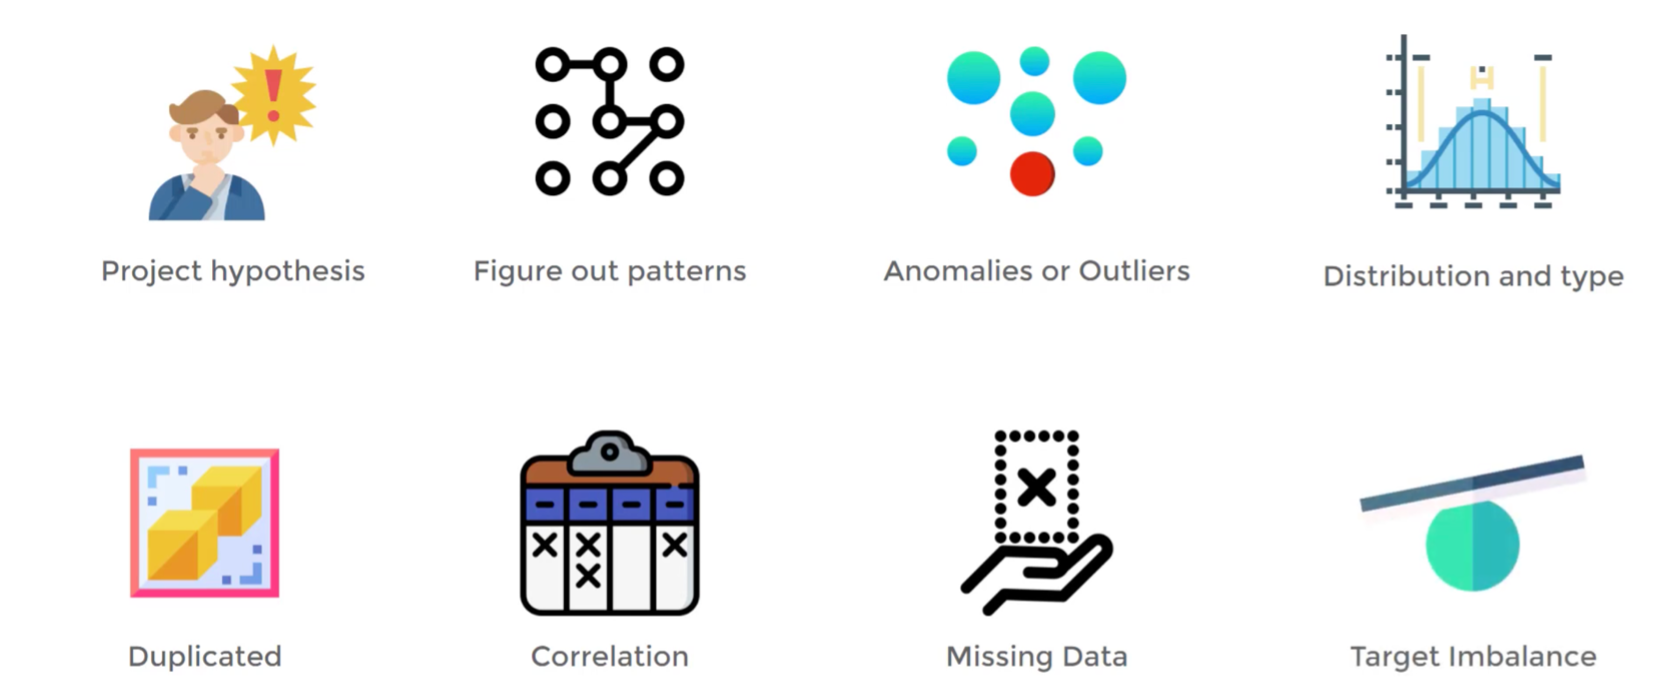 Project hypothesis
Figure out patterns
Anomalies or Outliers
Distribution and type
Duplicated
Correlation
Missing Data
Target Imbalance